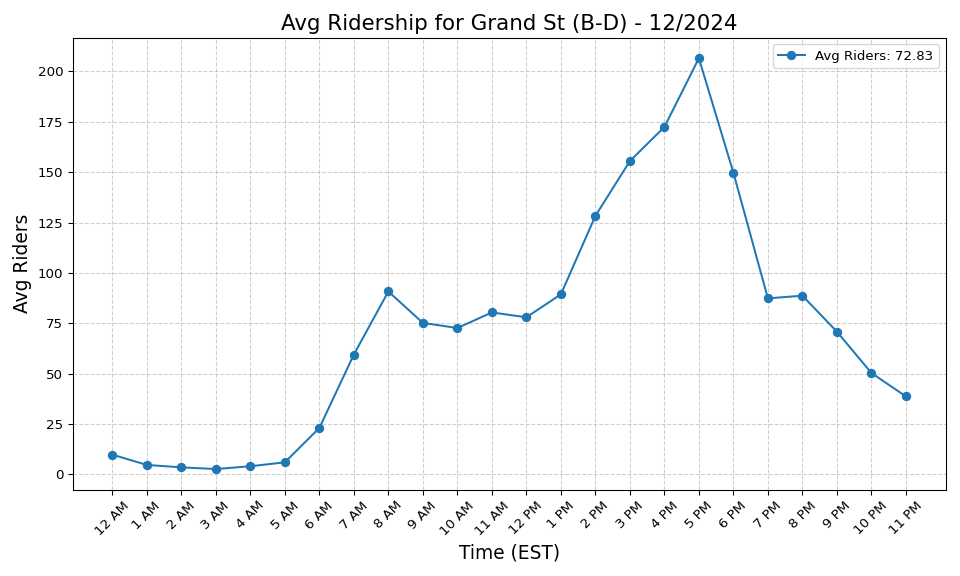 Avg Ridership for Grand St (B-D) - 12/2024
Avg Riders: 72.83
Avg Riders
200
175
150
125
100
75
50
25
0
12 AM
1 AM
2 AM
3 AM
4 AM
5 AM
6 AM
7 AM
8 AM
9 AM
10 AM
11 AM
12 PM
1 PM
2 PM
3 PM
4 PM
5 PM
6 PM
7 PM
8 PM
9 PM
10 PM
11 PM
Time (EST)